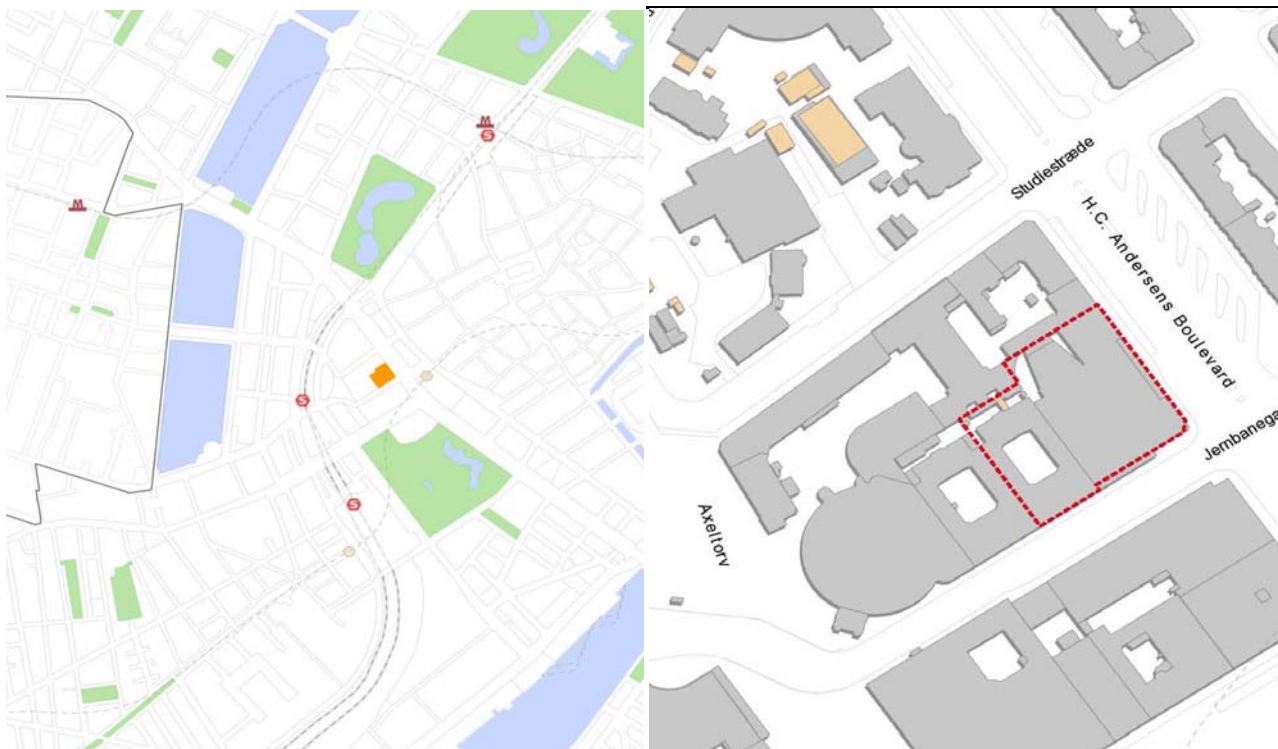 M
S
M
S
S
Studiestræde
H.C. Andersens Boulevard
Jernbanega
Axeltorv